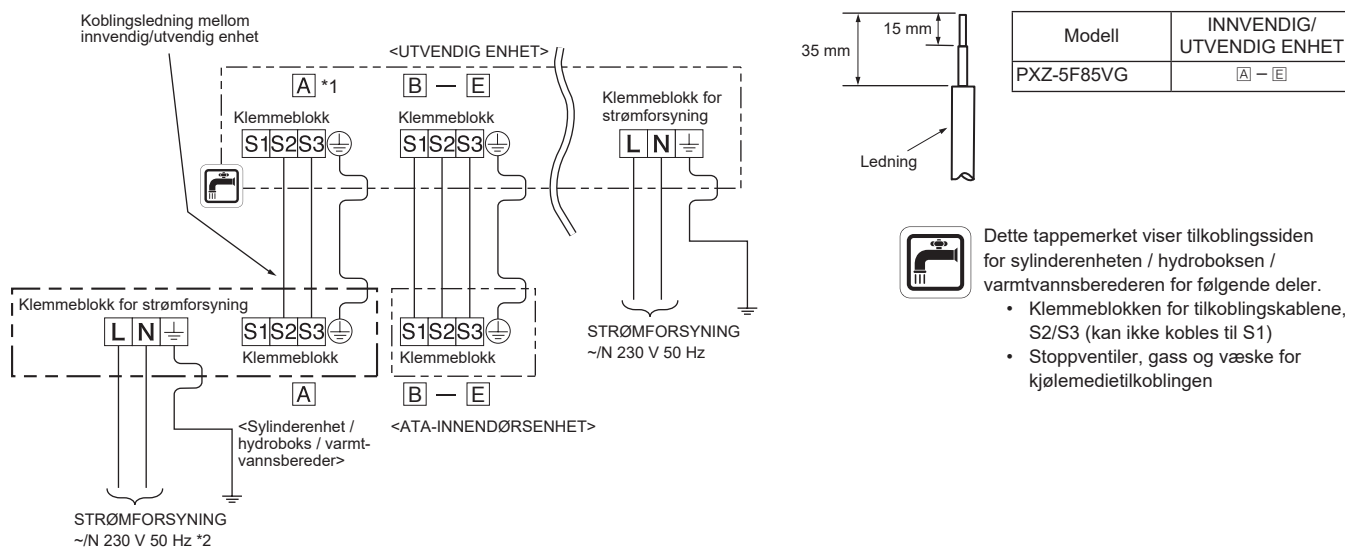 Koblingsledning mellom
innvendig/utvendig enhet
<UTVENDIG ENHET>
A *1
B — E
Klemmeblokk
Klemmeblokk
Klemmeblokk for
strømforsyning
S1 S2 S3
S1 S2 S3
L N
Klemmeblokk for strømforsyning
L N
S1 S2 S3
S1 S2 S3
Klemmeblokk
Klemmeblokk
A
B — E
<Sylinderenhet /
hydroboks / varmt-
vannsbereder>
<ATA-INNENDØRSENHET>
STRØMFORSYNING
~/N 230 V 50 Hz
STRØMFORSYNING
~/N 230 V 50 Hz *2
15 mm
35 mm
Ledning
Modell
INNVENDIG/
UTVENDIG ENHET
PXZ-5F85VG
A – E
Dette tappemerket viser tilkoblingssiden
for sylinderenheten / hydroboksen /
varmtvannsberederen for følgende deler.
• Klemmeblokken for tilkoblingskablene,
S2/S3 (kan ikke kobles til S1)
• Stoppventiler, gass og væske for
kjølemedietilkoblingen